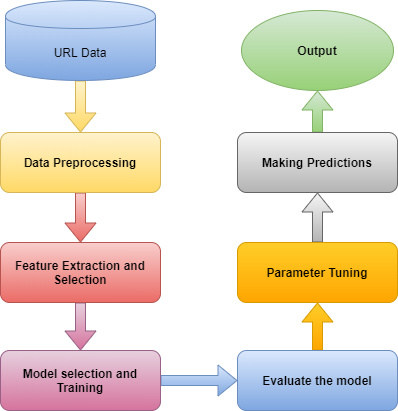 URL Data
Data Preprocessing
Feature Extraction and
Selection
Model selection and
Training
Evaluate the model
Parameter Tuning
Making Predictions
Output